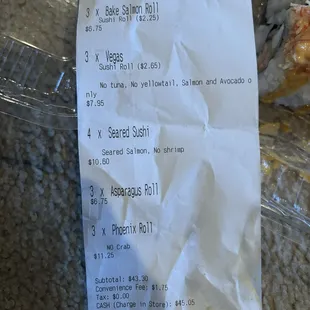 3 x Bake Salmon Roll
Sushi Roll ($2.25)
$6.75
3 x Vegas
Sushi Roll ($2.65)
No tuna, No yellowtail, Salmon and Avocado o
nly
$7.95
4 x Seared Sushi
Seared Salmon, No shriep
$10.60
3 x Asparagus Roll
$6.75
3 x Phoenix Roll
NO Crab
$11.25
Subtotal: $43.30
Convenience Fee: $1.75
Tax: $0.00
CASH (Charge in Store): $45.05